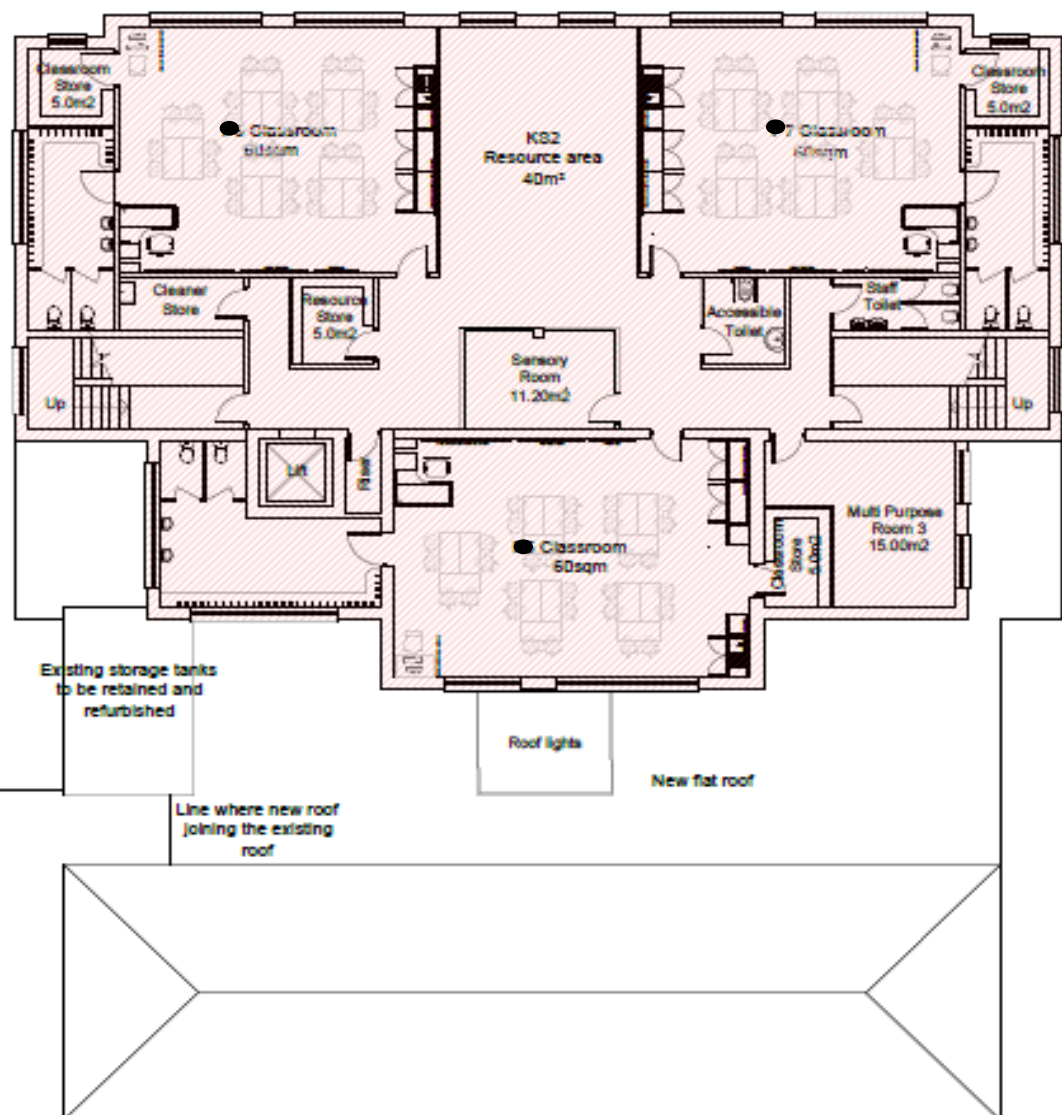 Classroom
Store
5.0m2
Classroom
60sqm
KS2
Resource area
40m²
7 Classroom
60sqm
Classroom
Store
5.0m2
Cleaner
Store
Resource
Store
5.0m2
Accessible
Toilet
Staff
Toilet
Sensory
Room
11.20m2
Up
Up
Lift
Riser
Classroom
60sqm
Classroom
Store
5.0m2
Multi Purpose
Room 3
15.00m2
Existing storage tanks
to be retained and
refurbished
Roof lights
New flat roof
Line where new roof
joining the existing
roof